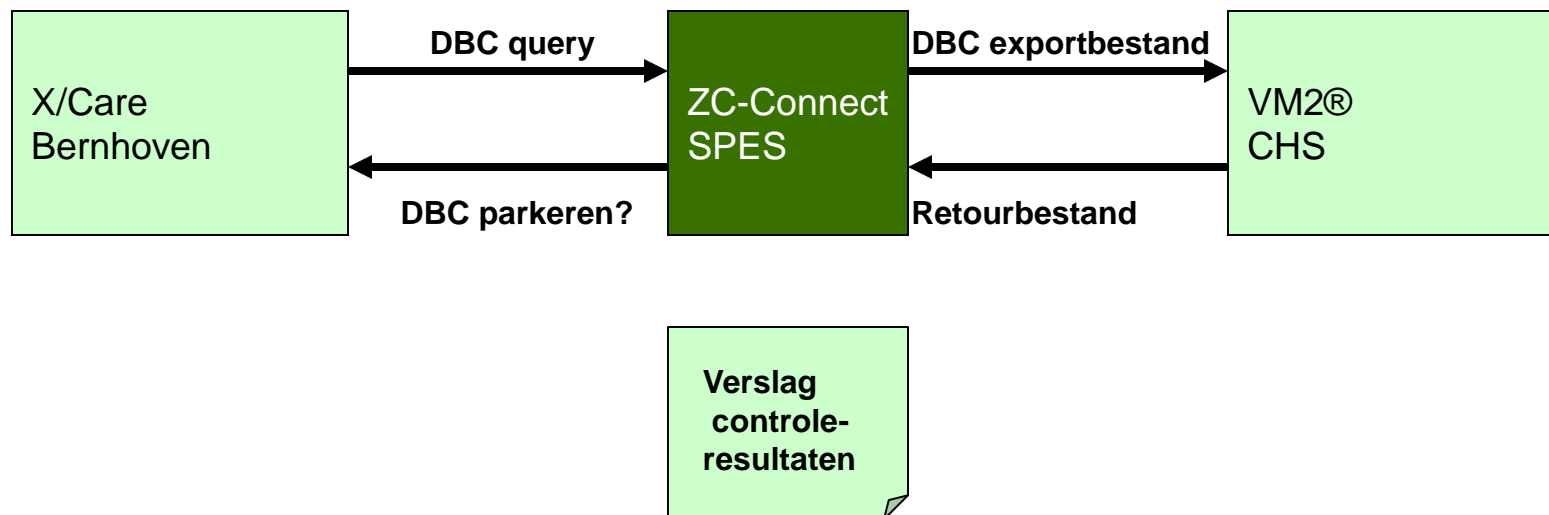 DBC query
DBC exportbestand
X/Care
Bernhoven
ZC-Connect
SPES
VM2®
CHS
DBC parkeren?
Retourbestand
Verslag
controle-
resultaten